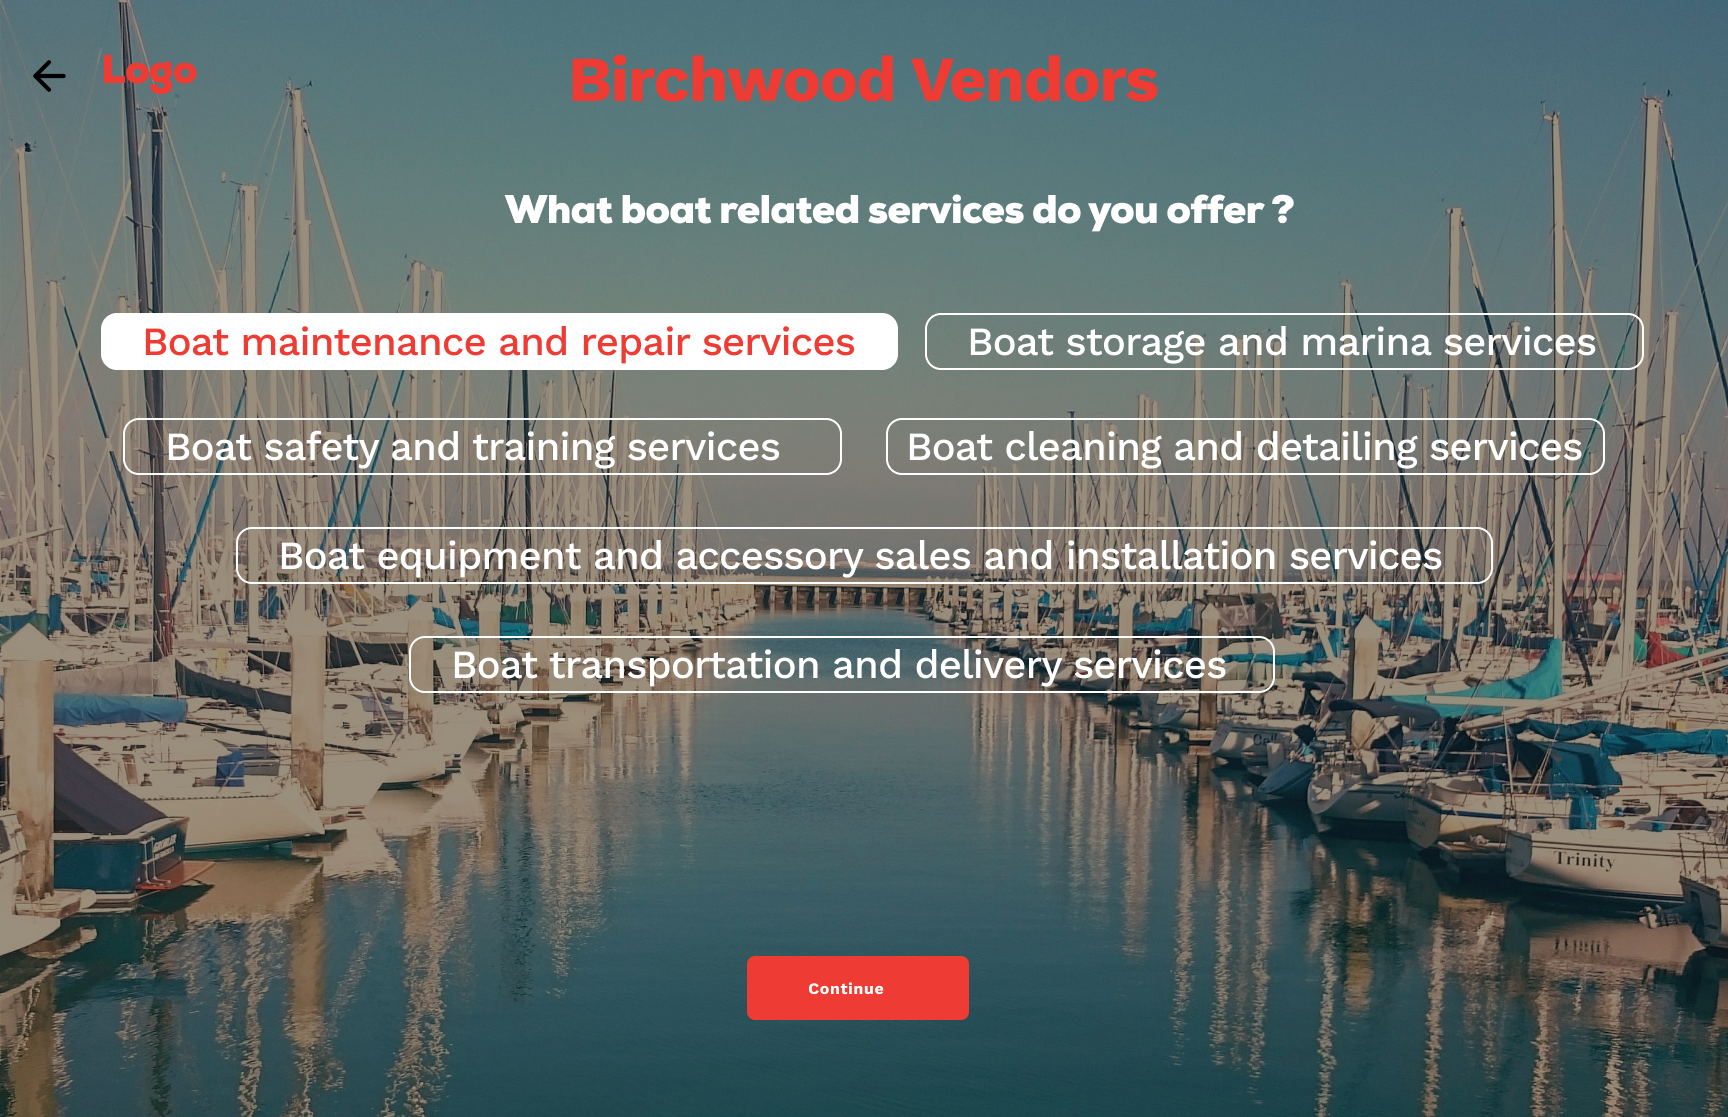 Logo
Birchwood Vendors
What boat related services do you offer ?
Boat maintenance and repair services
Boat storage and marina services
Boat safety and training services
Boat cleaning and detailing services
Boat equipment and accessory sales and installation services
Boat transportation and delivery services
Trinity
Continue